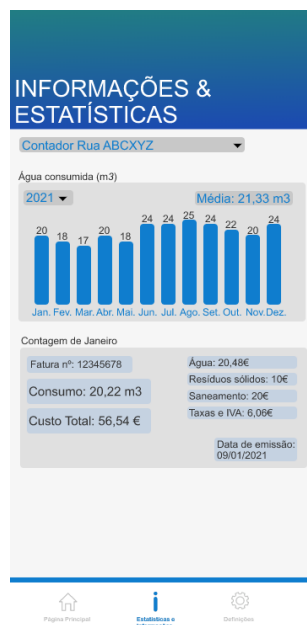 INFORMAÇÕES &
ESTATÍSTICAS
Contador Rua ABCXYZ
Água consumida (m3)
2021
Média: 21,33 m3
20 18 17 20 18 24 24 25 24 22 20 24
Jan. Fev. Mar. Abr. Mai. Jun. Jul. Ago. Set. Out. Nov. Dez.
Contagem de Janeiro
Fatura nº: 12345678
Consumo: 20,22 m3
Custo Total: 56,54 €
Água: 20,48€
Resíduos sólidos: 10€
Saneamento: 20€
Taxas e IVA: 6,06€
Data de emissão:
09/01/2021
Página Principal
Estatísticas e
Informações
Definições